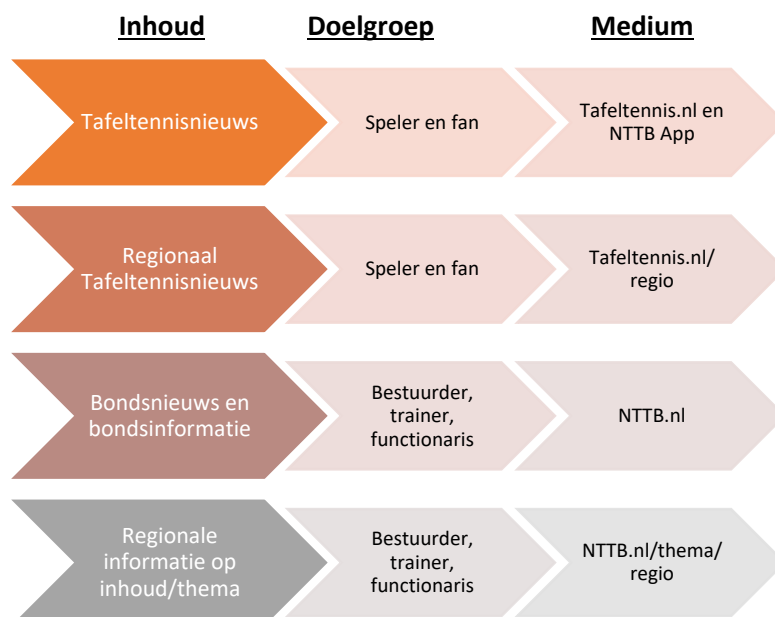 Inhoud Doelgroep Medium
Tafeltennisnieuws
Speler en fan
Tafeltennis.nl en
NTTB App
Regionaal
Tafeltennisnieuws
Speler en fan
Tafeltennis.nl/
regio
Bondsnieuws en
bondsinformatie
Bestuurder,
trainer,
functionaris
NTTB.nl
Regionale
informatie op
inhoud/thema
Bestuurder,
trainer,
functionaris
NTTB.nl/thema/
regio